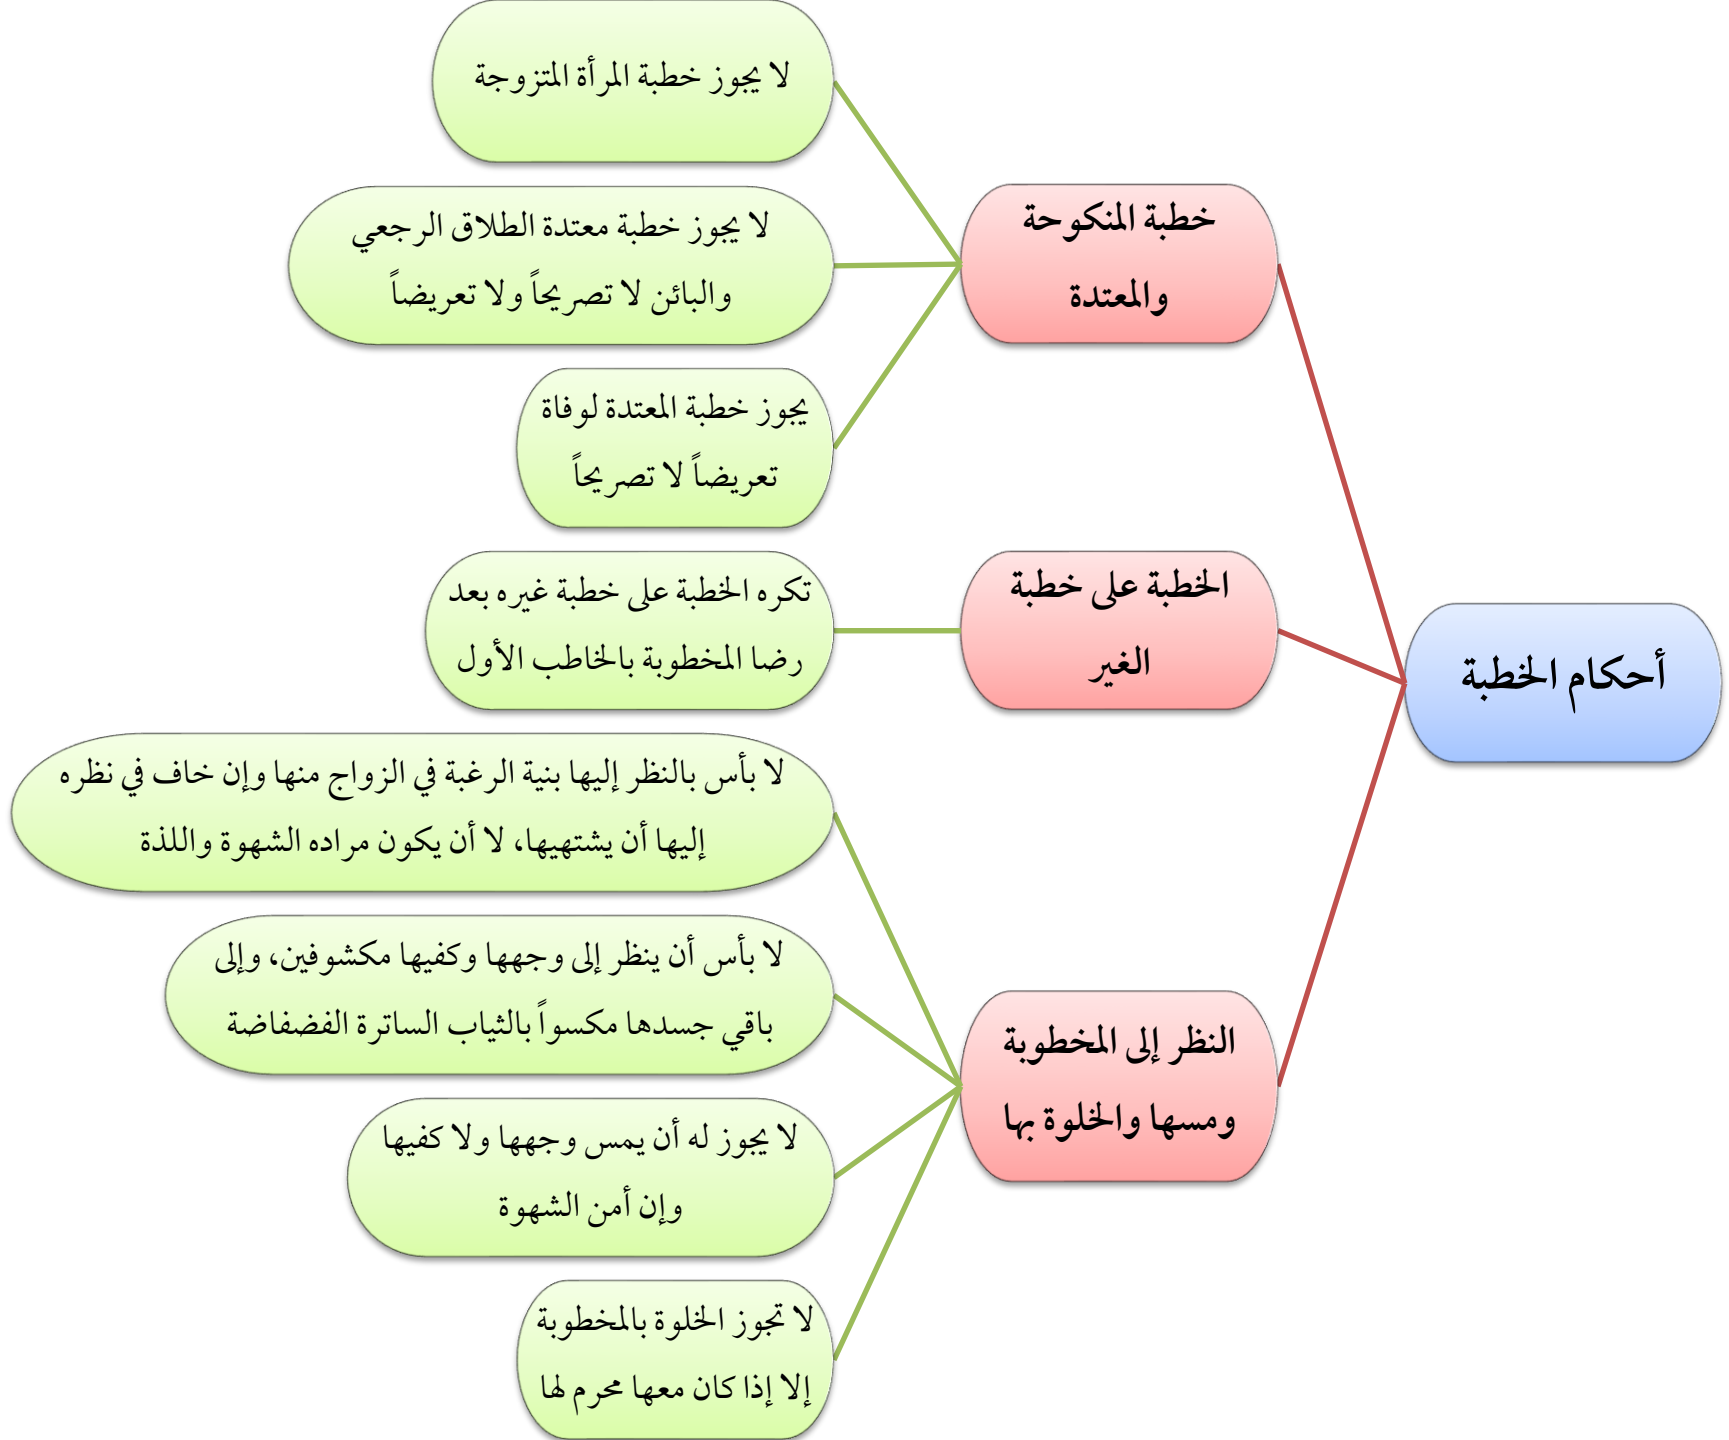 أحكام الخطبة
خطبة المنكوحة
والمعتدة
لا يجوز خطبة المرأة المتزوجة
لا يجوز خطبة معتدة الطلاق الرجعي
والبائن لا تصريحاً ولا تعريضاً
يجوز خطبة المعتدة لوفاة
تعريضاً لا تصريحاً
الخطبة على خطبة
الغير
تكره الخطبة على خطبة غيره بعد
رضا المخطوبة بالخاطب الأول
النظر إلى المخطوبة
ومسها والخلوة بها
لا بأس بالنظر إليها بنية الرغبة في الزواج منها وإن خاف في نظره
إليها أن يشتهيها، لا أن يكون مراده الشهوة واللذة
لا بأس أن ينظر إلى وجهها وكفيها مكشوفين، وإلى
باقي جسدها مكسواً بالثياب الساترة الفضفاضة
لا يجوز له أن يمس وجهها ولا كفيها
وإن أمن الشهوة
لا تجوز الخلوة بالمخطوبة
إلا إذا كان معها محرم لها